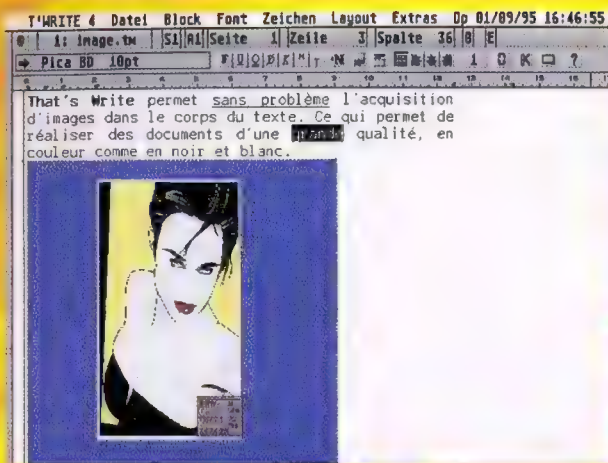 T'WRITE 4 Datei Block Font Zeichen Layout Extras Dp 01/09/95 16:46:55
1: image.tw S1 A1 Seite 1 Zeile 3 Spalte 36 B E
Pica BD 10pt
That's Write permet sans problème l'acquisition
d'images dans le corps du texte. Ce qui permet de
réaliser des documents d'une grande qualité, en
couleur comme en noir et blanc.